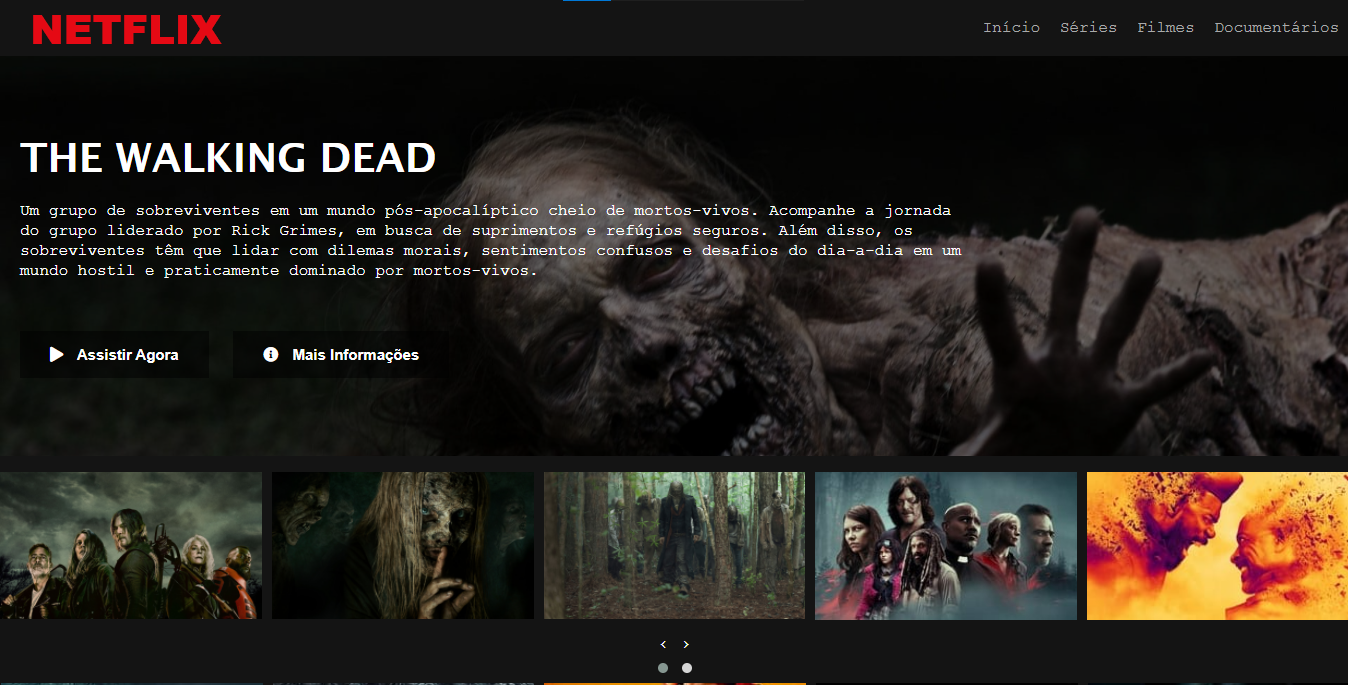 NETFLIX
Início Séries Filmes Documentários
THE WALKING DEAD
Um grupo de sobreviventes em um mundo pós-apocalíptico cheio de mortos-vivos. Acompanhe a jornada
do grupo liderado por Rick Grimes, em busca de suprimentos e refúgios seguros. Além disso, os
sobreviventes têm que lidar com dilemas morais, sentimentos confusos e desafios do dia-a-dia em um
mundo hostil e praticamente dominado por mortos-vivos.
Assistir Agora
Mais Informações